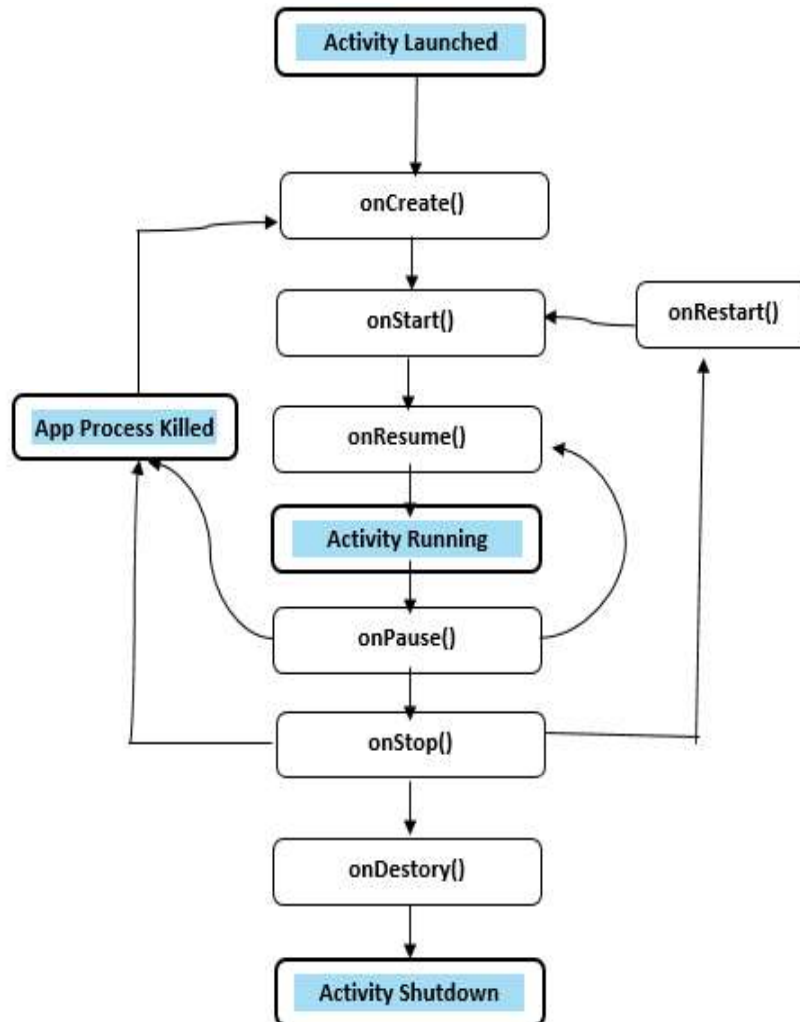 Activity Launched
onCreate()
onStart()
onRestart()
onResume()
App Process Killed
Activity Running
onPause()
onStop()
onDestory()
Activity Shutdown